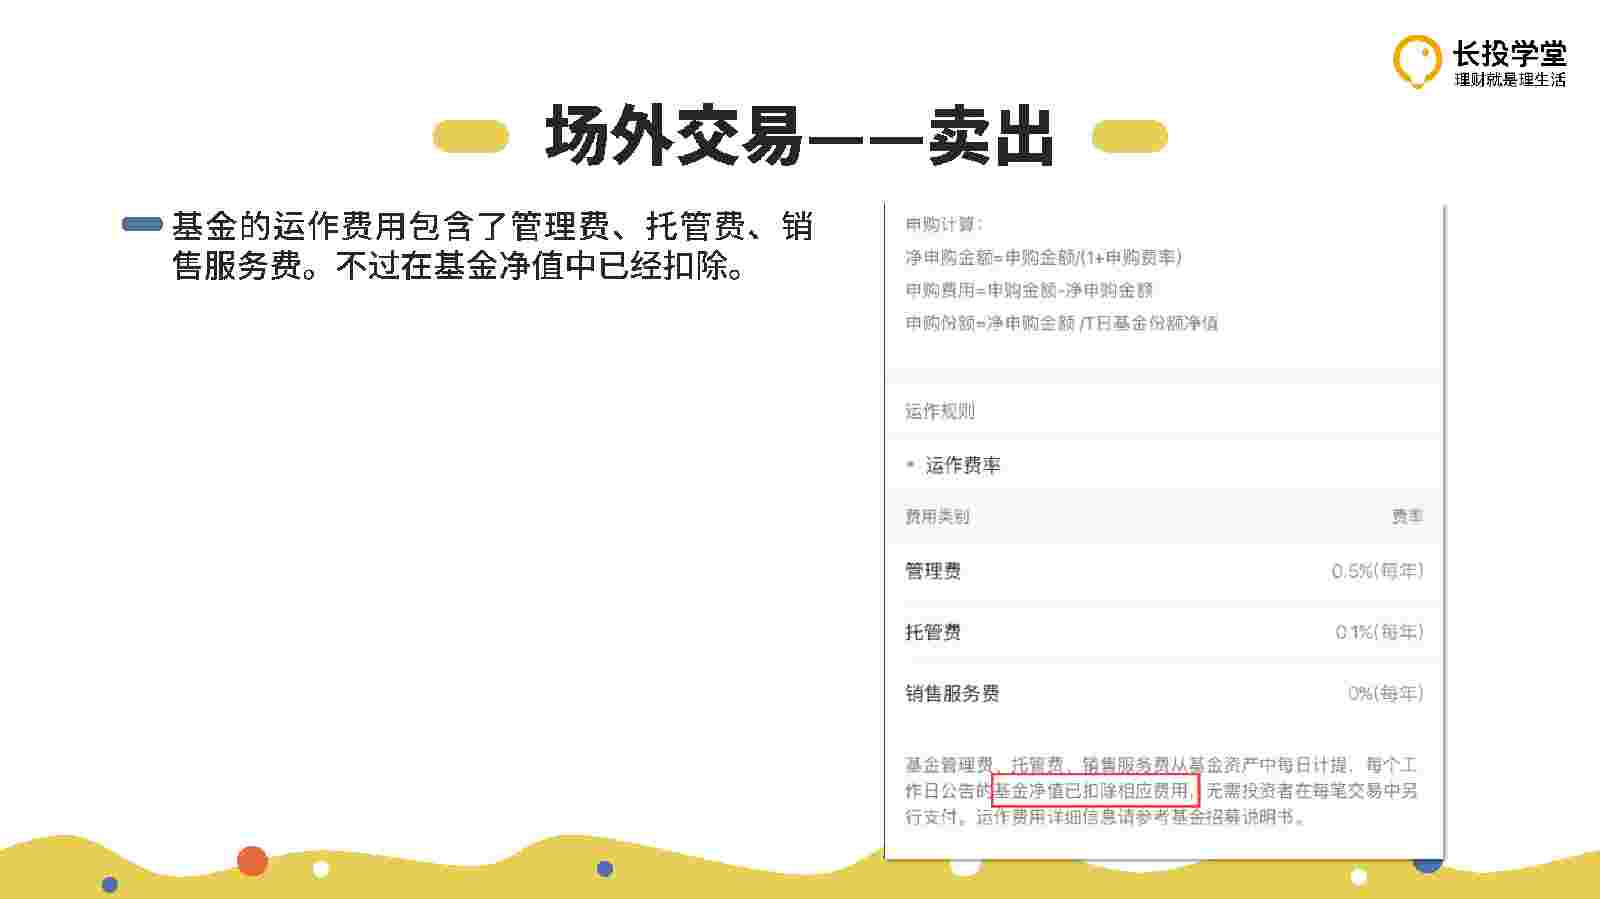 长投学堂
理财就是理生活
场外交易——卖出
基金的运作费用包含了管理费、托管费、销
售服务费。不过在基金净值中已经扣除。
申购计算：
净申购金额=申购金额/(1+申购费率)
申购费用=申购金额-净申购金额
申购份额=净申购金额 /T日基金份额净值
运作规则
运作费率
费用类别 费率
管理费 0.5%(每年)
托管费 0.1%(每年)
销售服务费 0%(每年)
基金管理费、托管费、销售服务费从基金资产中每日计提，每个工
作日公告的基金净值已扣除相应费用，无需投资者在每笔交易中另
行支付。运作费用详细信息请参考基金招募说明书。